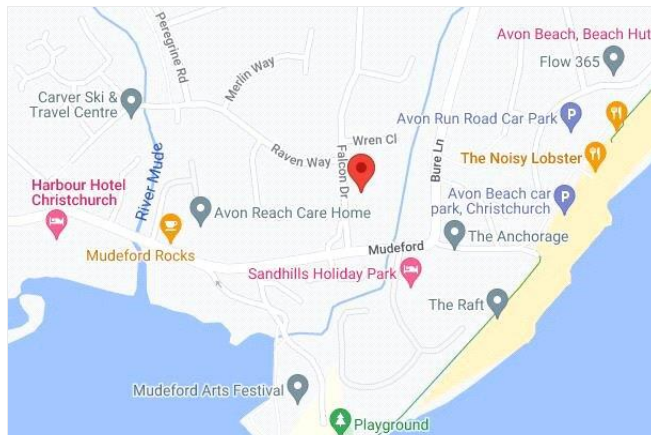 Peregrine Rd
Merlin Way
Avon Beach, Beach Hut
Flow 365
Carver Ski &
Travel Centre
Avon Run Road Car Park
P
Wren Cl
Raven Way
Falcon Dr
Bure Ln
The Noisy Lobster
River Mude
Harbour Hotel
Christchurch
Avon Reach Care Home
Avon Beach car
park, Christchurch
P
Mudeford Rocks
Mudeford
The Anchorage
Sandhills Holiday Park
The Raft
Mudeford Arts Festival
Playground